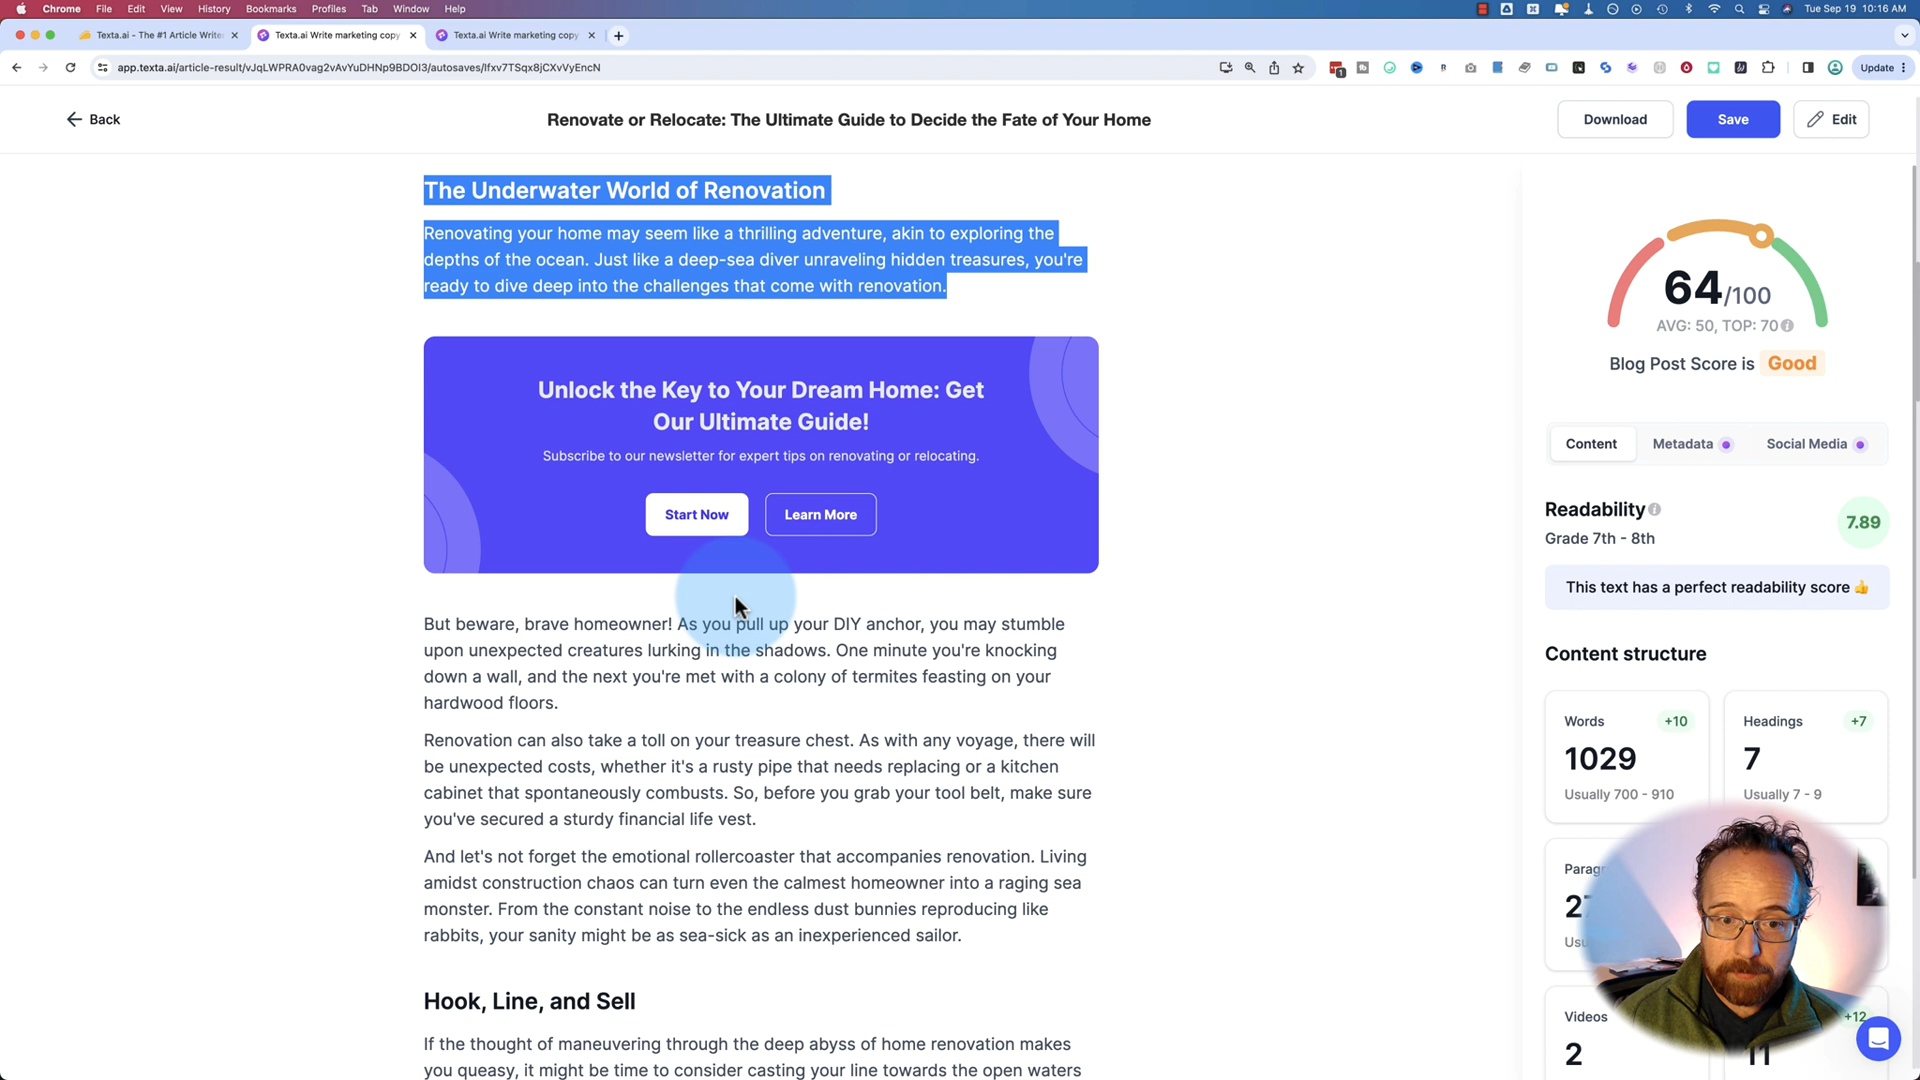 Chrome File Edit View History Bookmarks Profiles Tab Window Help
Tue Sep 19 10:16 AM
Texta.ai - The #1 Article Write
Texta.ai Write marketing copy
Texta.ai Write marketing copy
app.texta.ai/article-result/vJqLWPRA0vag2vAvYuDHNp9BDOI3/autosaves/lfxv7TSqx8jCXvVyEncN
1
Update
Back
Renovate or Relocate: The Ultimate Guide to Decide the Fate of Your Home
Download
Save
Edit
The Underwater World of Renovation
Renovating your home may seem like a thrilling adventure, akin to exploring the
depths of the ocean. Just like a deep-sea diver unraveling hidden treasures, you're
ready to dive deep into the challenges that come with renovation.
Unlock the Key to Your Dream Home: Get
Our Ultimate Guide!
Subscribe to our newsletter for expert tips on renovating or relocating.
Start Now
Learn More
But beware, brave homeowner! As you pull up your DIY anchor, you may stumble
upon unexpected creatures lurking in the shadows. One minute you're knocking
down a wall, and the next you're met with a colony of termites feasting on your
hardwood floors.
Renovation can also take a toll on your treasure chest. As with any voyage, there will
be unexpected costs, whether it's a rusty pipe that needs replacing or a kitchen
cabinet that spontaneously combusts. So, before you grab your tool belt, make sure
you've secured a sturdy financial life vest.
And let's not forget the emotional rollercoaster that accompanies renovation. Living
amidst construction chaos can turn even the calmest homeowner into a raging sea
monster. From the constant noise to the endless dust bunnies reproducing like
rabbits, your sanity might be as sea-sick as an inexperienced sailor.
Hook, Line, and Sell
If the thought of maneuvering through the deep abyss of home renovation makes
you queasy, it might be time to consider casting your line towards the open waters
64/100
AVG: 50, TOP: 70
Blog Post Score is Good
Content
Metadata
Social Media
Readability
7.89
Grade 7th - 8th
This text has a perfect readability score 👍
Content structure
Words +10
1029
Usually 700 - 910
Headings +7
7
Usually 7 - 9
Paragr
2
Usu
Videos
2
+12
11